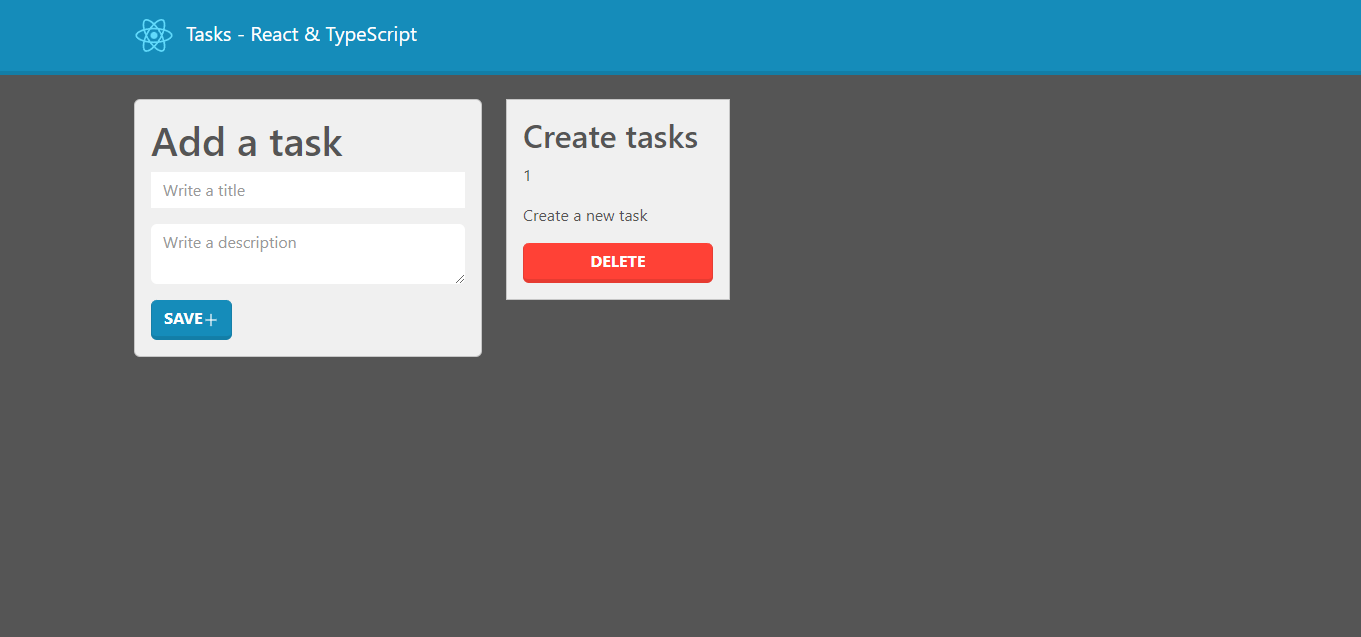 Tasks - React & TypeScript
Add a task
Write a title
Write a description
SAVE+
Create tasks
1
Create a new task
DELETE